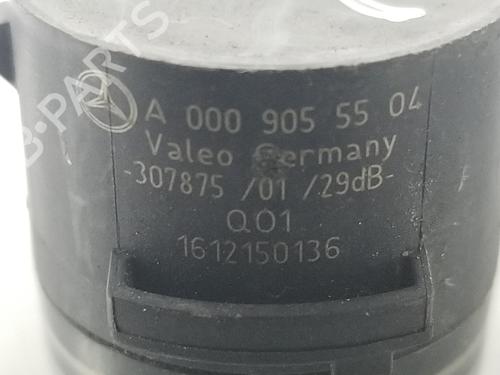 B-PARTS
A 000 905 55 04
Valeo Germany
-307875 /01 /29dB-
Q01
1612150136